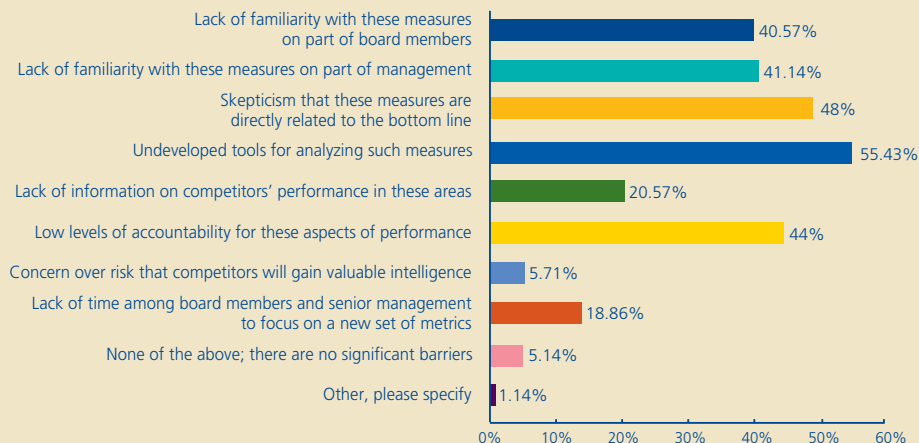 Lack of familiarity with these measures
on part of board members
40.57%
Lack of familiarity with these measures on part of management
41.14%
Skepticism that these measures are
directly related to the bottom line
48%
Undeveloped tools for analyzing such measures
55.43%
Lack of information on competitors’ performance in these areas
20.57%
Low levels of accountability for these aspects of performance
44%
Concern over risk that competitors will gain valuable intelligence
5.71%
Lack of time among board members and senior management
to focus on a new set of metrics
18.86%
None of the above; there are no significant barriers
5.14%
Other, please specify
1.14%
0% 10% 20% 30% 40% 50% 60%